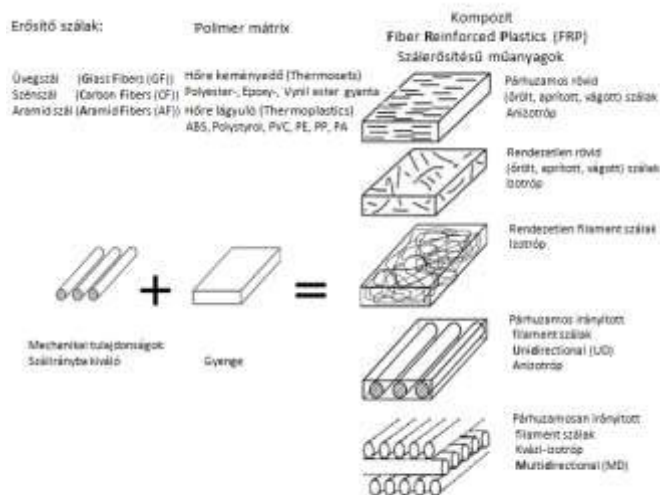 Erősítő szálak:
Polimer mátrix
Kompozít
Fiber Reinforced Plastics (FRP)
Szálerősítésű műanyagok
Üvegszál (Glast Fibers (GF))
Szénszál (Carbon Fibers (CF))
Aramid szál (Aramid Fibers (AF))
Hőre keményedő (Thermosets)
Polyester-, Epoxy-, Vynil ester gyanta
Hőre lágyuló (Thermoplastics)
ABS, Polystyrol, PVC, PE, PP, PA
Párhuzamos rövid
(őrölt, aprított, vágott) szálak
Anizotróp
Rendezetlen rövid
(őrölt, aprított, vágott) szálak
Izotróp
Rendezetlen filament szálak
Izotróp
+
=
Mechanikai tulajdonságok:
Szálirányba kiváló
Gyenge
Párhuzamos irányított
filament szálak
Unidirectional (UD)
Anizotróp
Párhuzamosan irányított
filament szálak
Kvázi-izotróp
Multidirectional (MD)